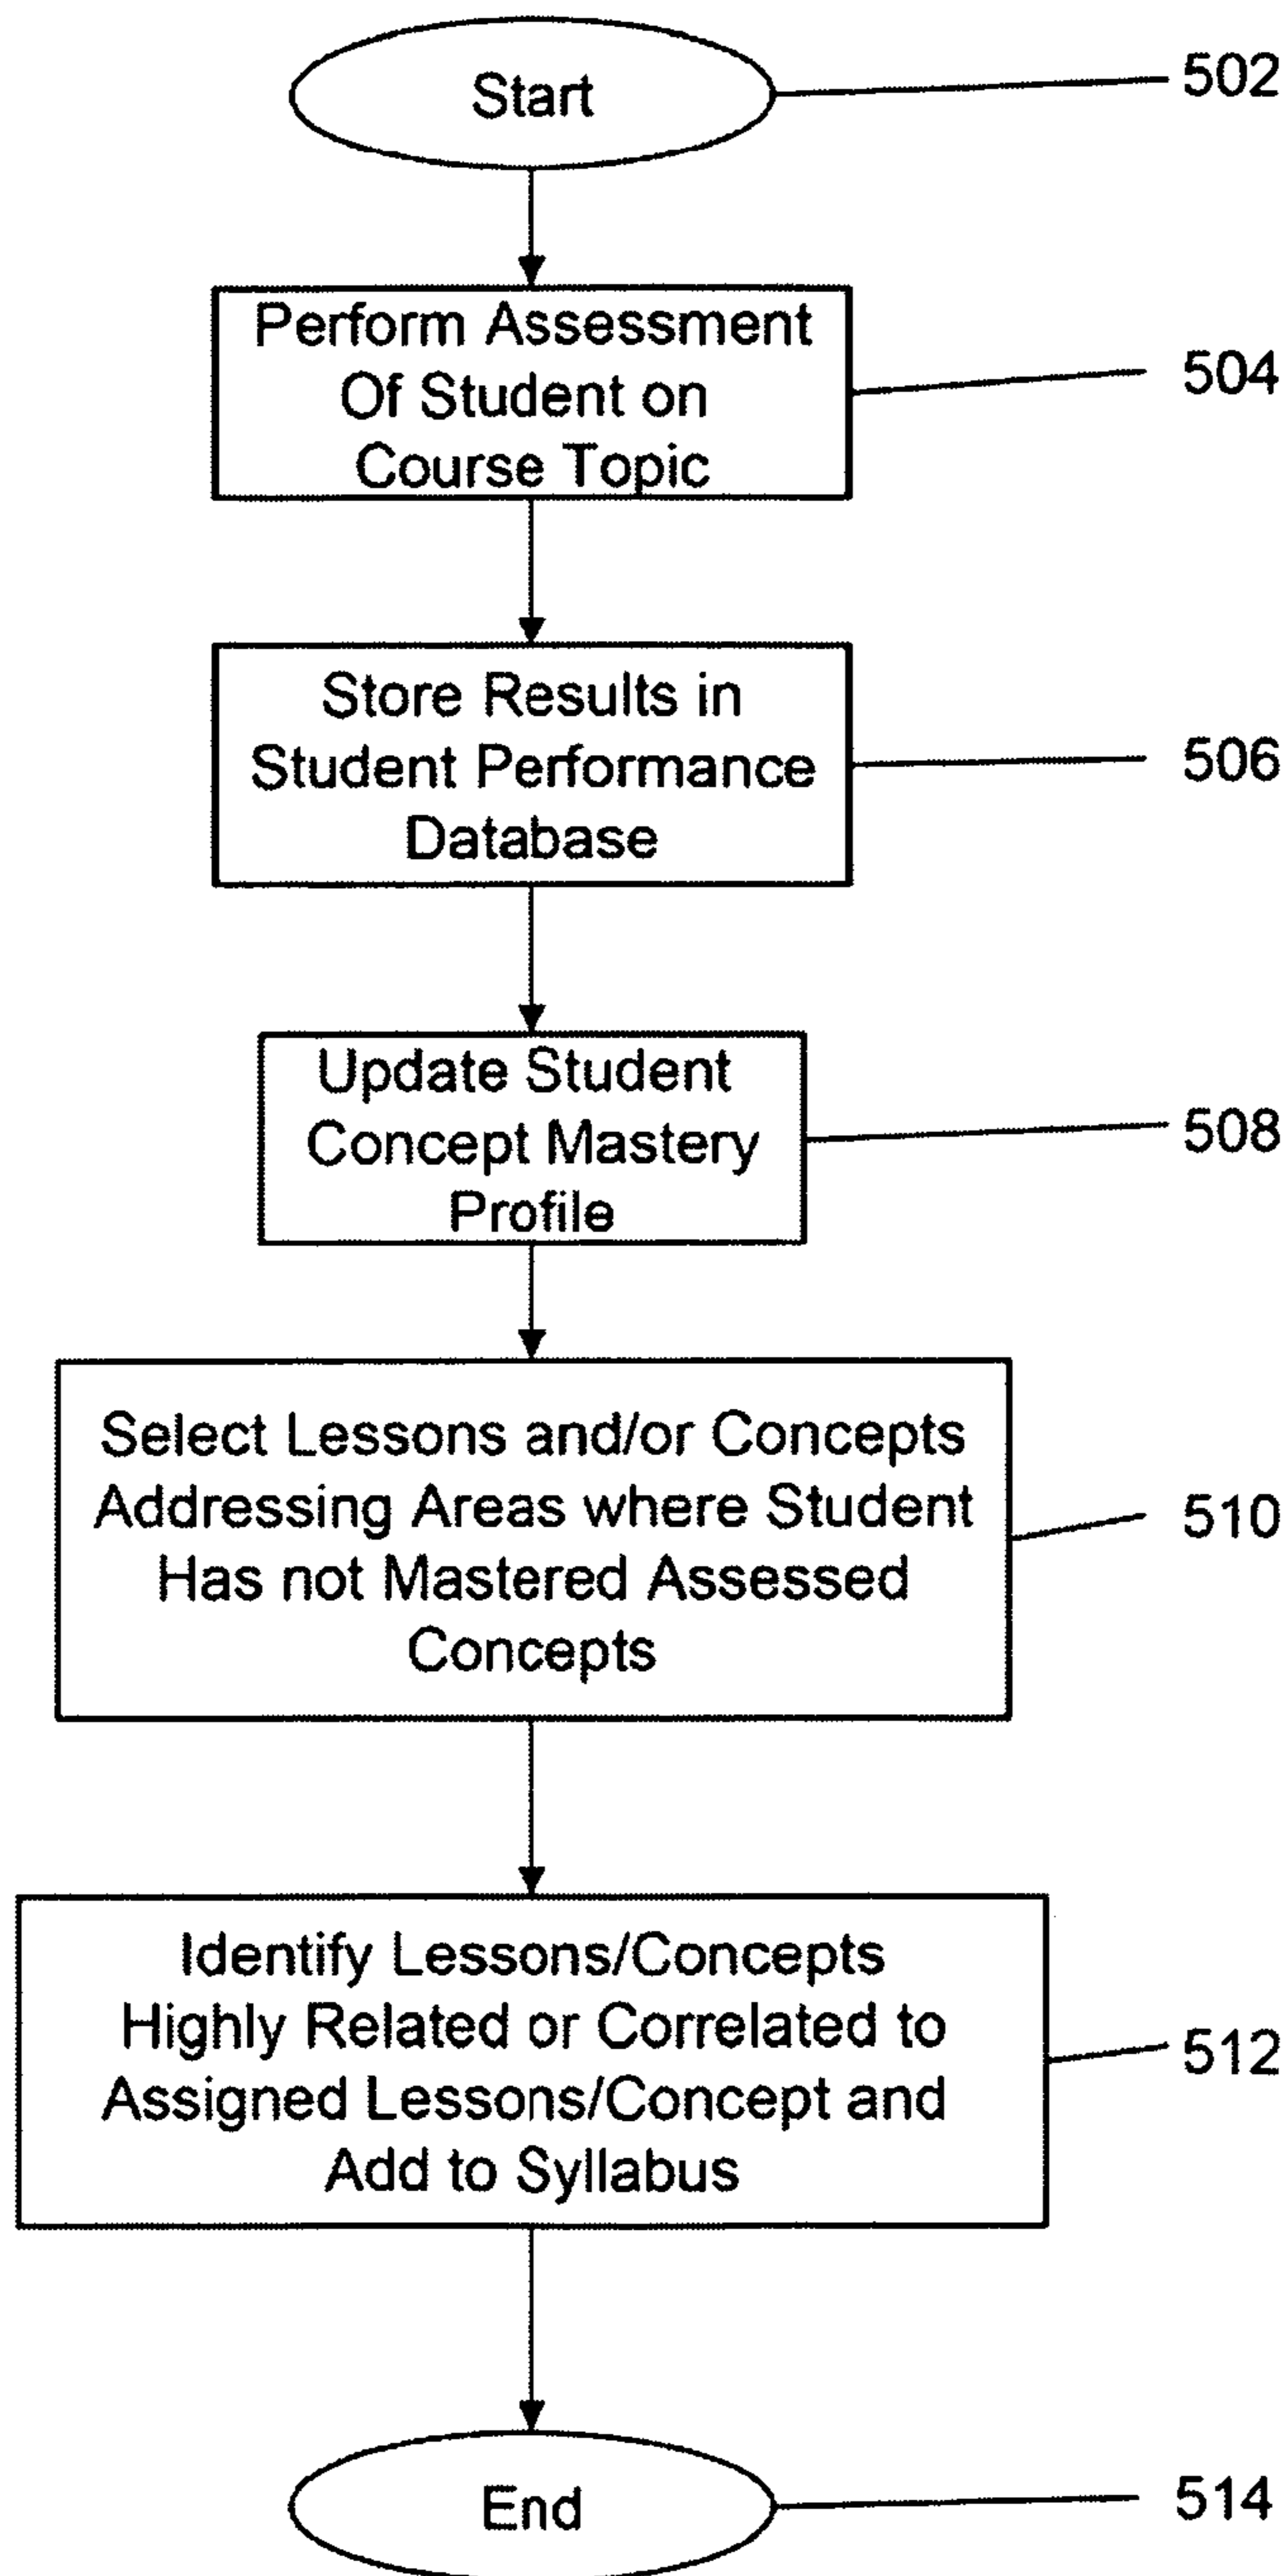 Start
502
Perform Assessment
Of Student on
Course Topic
504
Store Results in
Student Performance
Database
506
Update Student
Concept Mastery
Profile
508
Select Lessons and/or Concepts
Addressing Areas where Student
Has not Mastered Assessed
Concepts
510
Identify Lessons/Concepts
Highly Related or Correlated to
Assigned Lessons/Concept and
Add to Syllabus
512
End
514